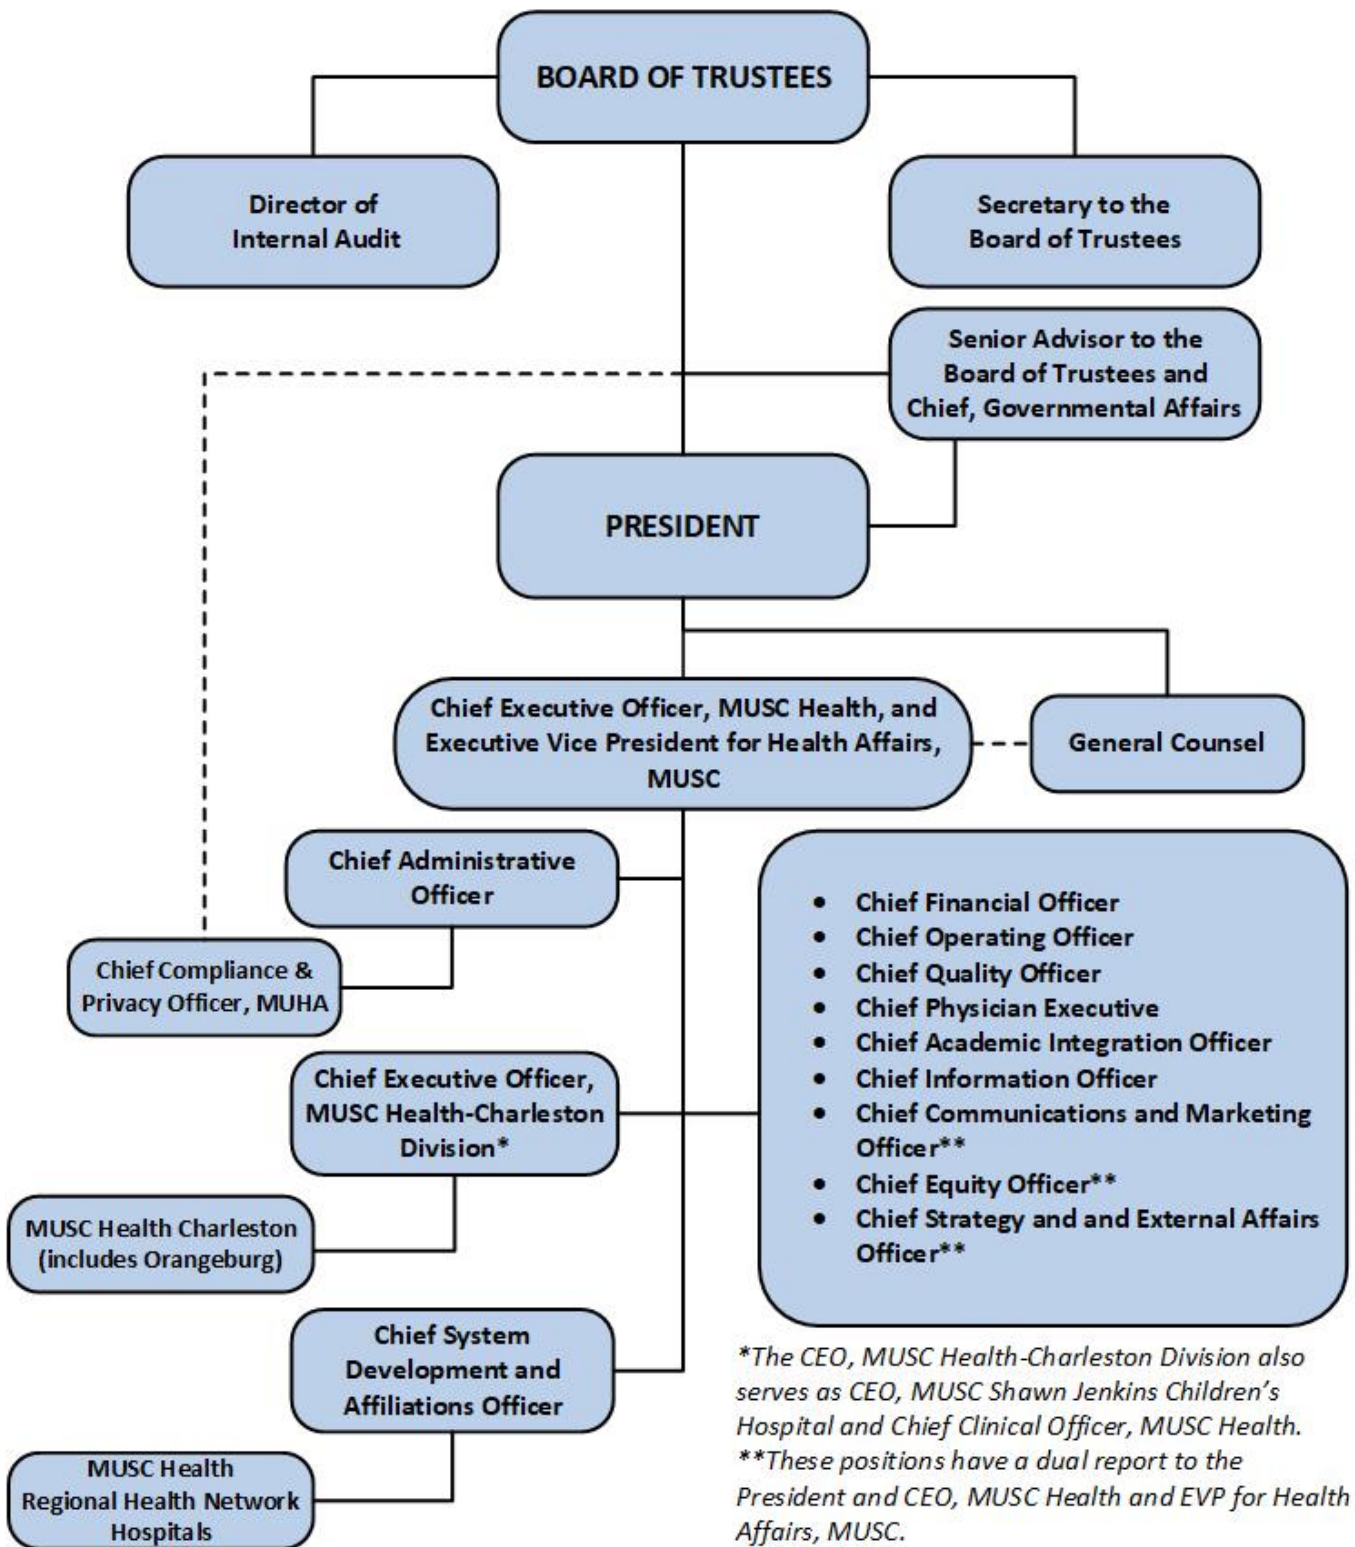 BOARD OF TRUSTEES
Director of
Internal Audit
Secretary to the
Board of Trustees
Senior Advisor to the
Board of Trustees and
Chief, Governmental Affairs
PRESIDENT
Chief Executive Officer, MUSC Health, and
Executive Vice President for Health Affairs,
MUSC
General Counsel
Chief Administrative
Officer
Chief Compliance &
Privacy Officer, MUHA
Chief Executive Officer,
MUSC Health-Charleston
Division*
MUSC Health Charleston
(includes Orangeburg)
Chief System
Development and
Affiliations Officer
MUSC Health
Regional Health Network
Hospitals
• Chief Financial Officer
• Chief Operating Officer
• Chief Quality Officer
• Chief Physician Executive
• Chief Academic Integration Officer
• Chief Information Officer
• Chief Communications and Marketing
Officer**
• Chief Equity Officer**
• Chief Strategy and and External Affairs
Officer**
*The CEO, MUSC Health-Charleston Division also
serves as CEO, MUSC Shawn Jenkins Children's
Hospital and Chief Clinical Officer, MUSC Health.
**These positions have a dual report to the
President and CEO, MUSC Health and EVP for Health
Affairs, MUSC.